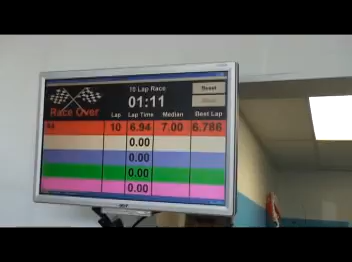 10 Lap Race
Reset
01:11
Race Over
Lap Lap Time Median Best Lap
10 6.94 7.00 6.786
0.00
0.00
0.00
0.00
acer